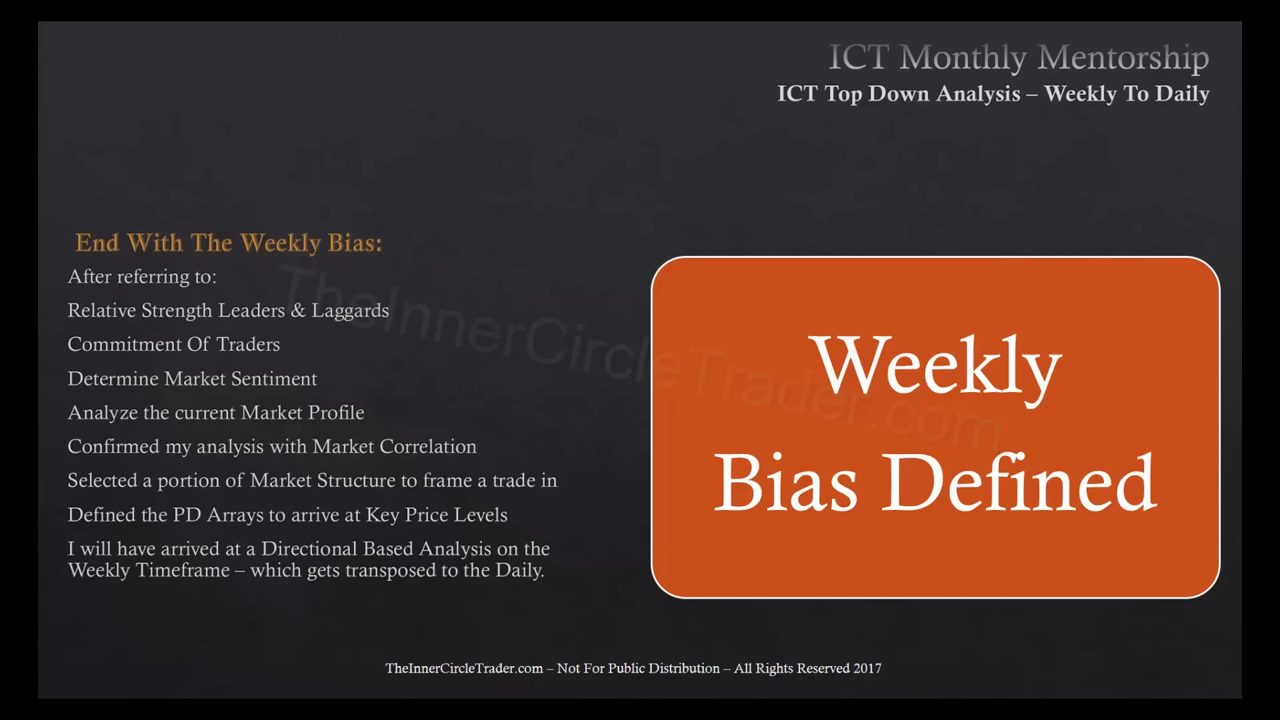 ICT Monthly Mentorship
ICT Top Down Analysis – Weekly To Daily
End With The Weekly Bias:
After referring to:
Relative Strength Leaders & Laggards
Commitment Of Traders
Determine Market Sentiment
Analyze the current Market Profile
Confirmed my analysis with Market Correlation
Selected a portion of Market Structure to frame a trade in
Defined the PD Arrays to arrive at Key Price Levels
I will have arrived at a Directional Based Analysis on the
Weekly Timeframe – which gets transposed to the Daily.
Weekly
Bias Defined
TheInnerCircleTrader.com
TheInnerCircleTrader.com – Not For Public Distribution – All Rights Reserved 2017